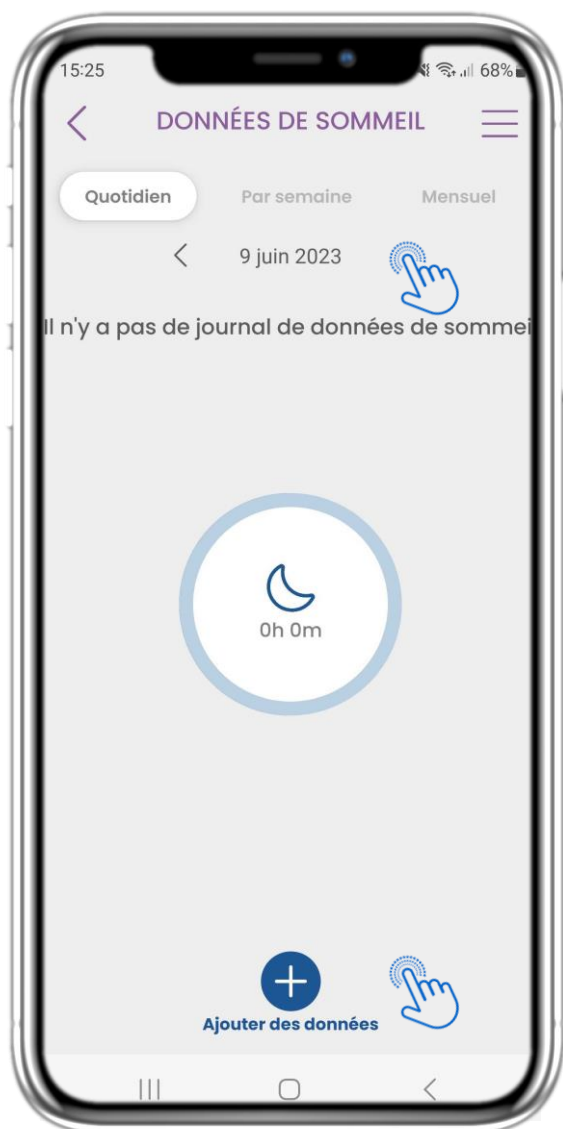 15:25 68%
DONNÉES DE SOMMEIL
Quotidien Par semaine Mensuel
9 juin 2023
Il n'y a pas de journal de données de sommei
0h 0m
Ajouter des données